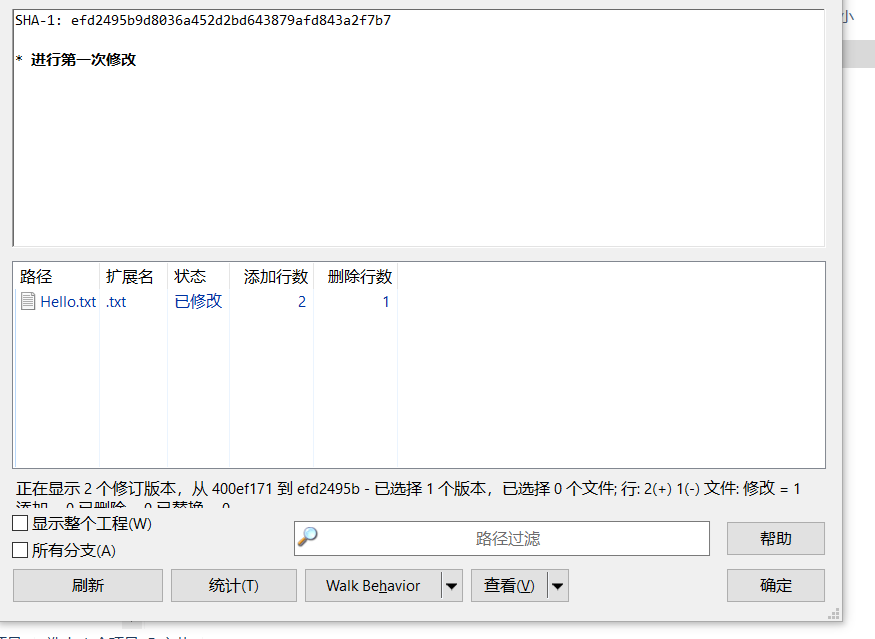 SHA-1: efd2495b9d8036a452d2bd643879afd843a2f7b7
小
* 进行第一次修改
路径 扩展名 状态 添加行数 删除行数
Hello.txt .txt 已修改 2 1
正在显示 2 个修订版本，从 400ef171 到 efd2495b - 已选择 1 个版本，已选择 0 个文件; 行: 2(+) 1(-) 文件: 修改 = 1
显示整个工程(W)
路径过滤
帮助
所有分支(A)
刷新 统计(T) Walk Behavior 查看(V) 确定